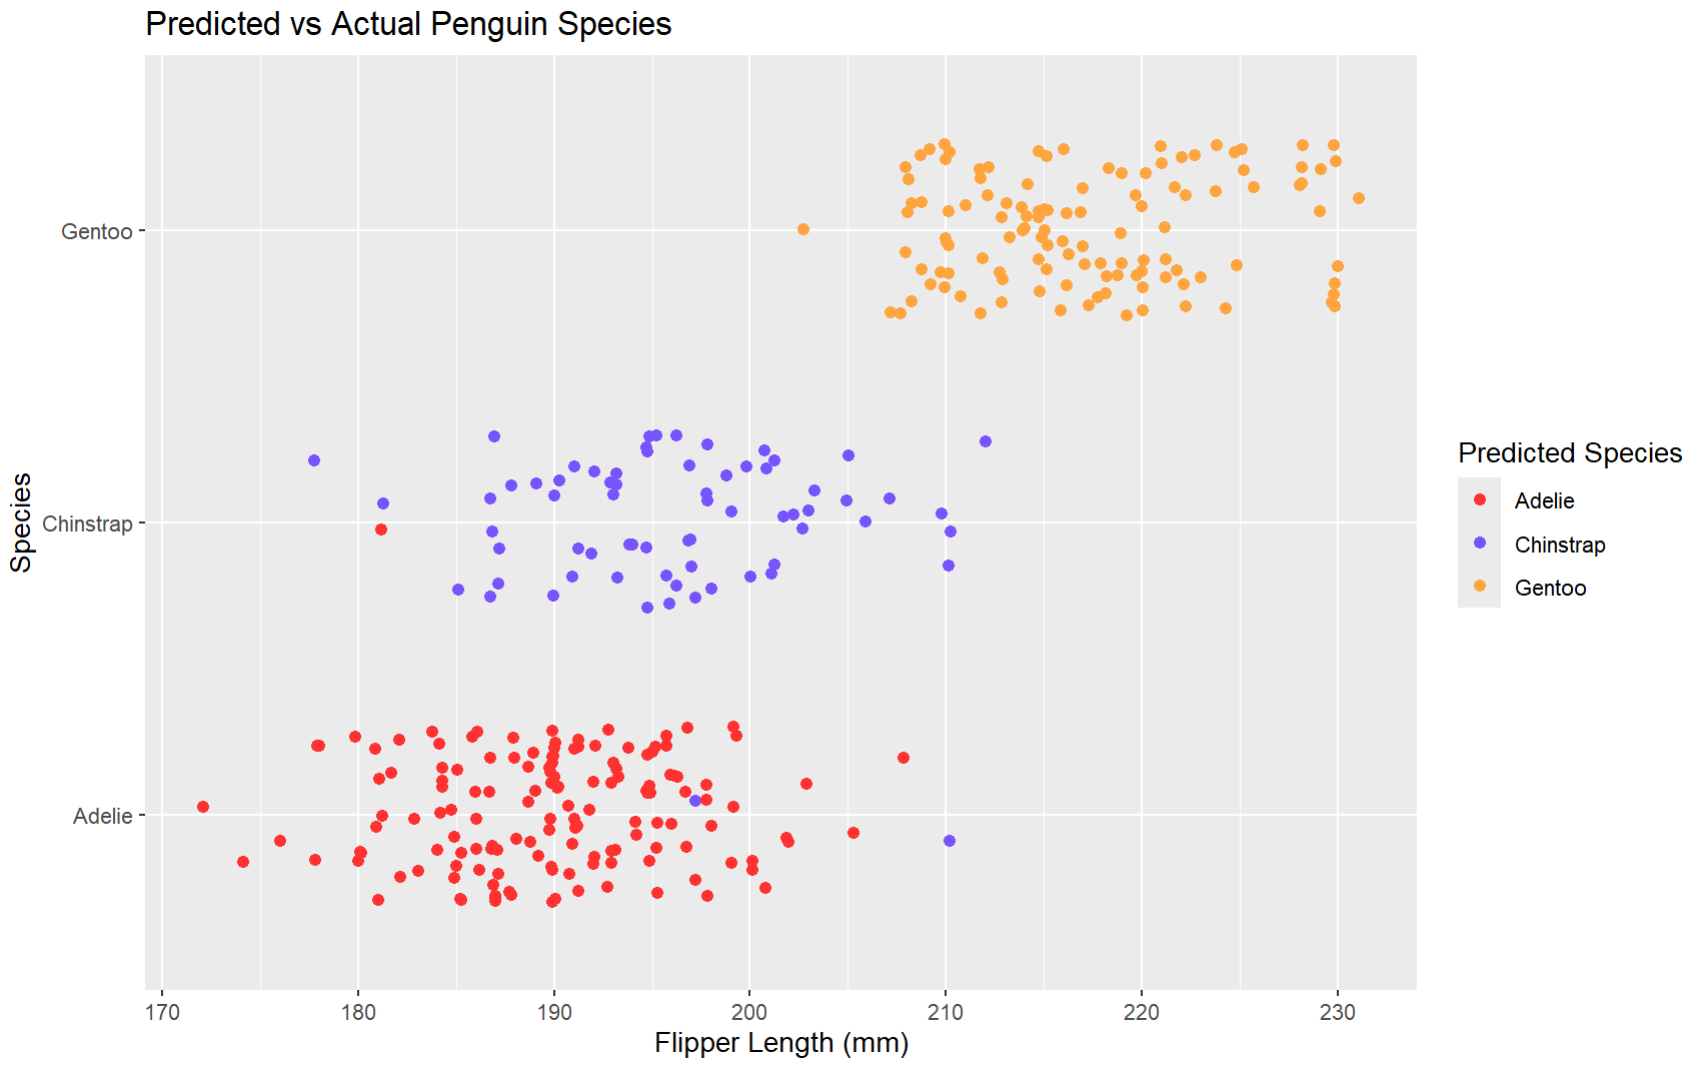 Predicted vs Actual Penguin Species
Species
Gentoo
Chinstrap
Adelie
170 180 190 200 210 220 230
Flipper Length (mm)
Predicted Species
Adelie
Chinstrap
Gentoo